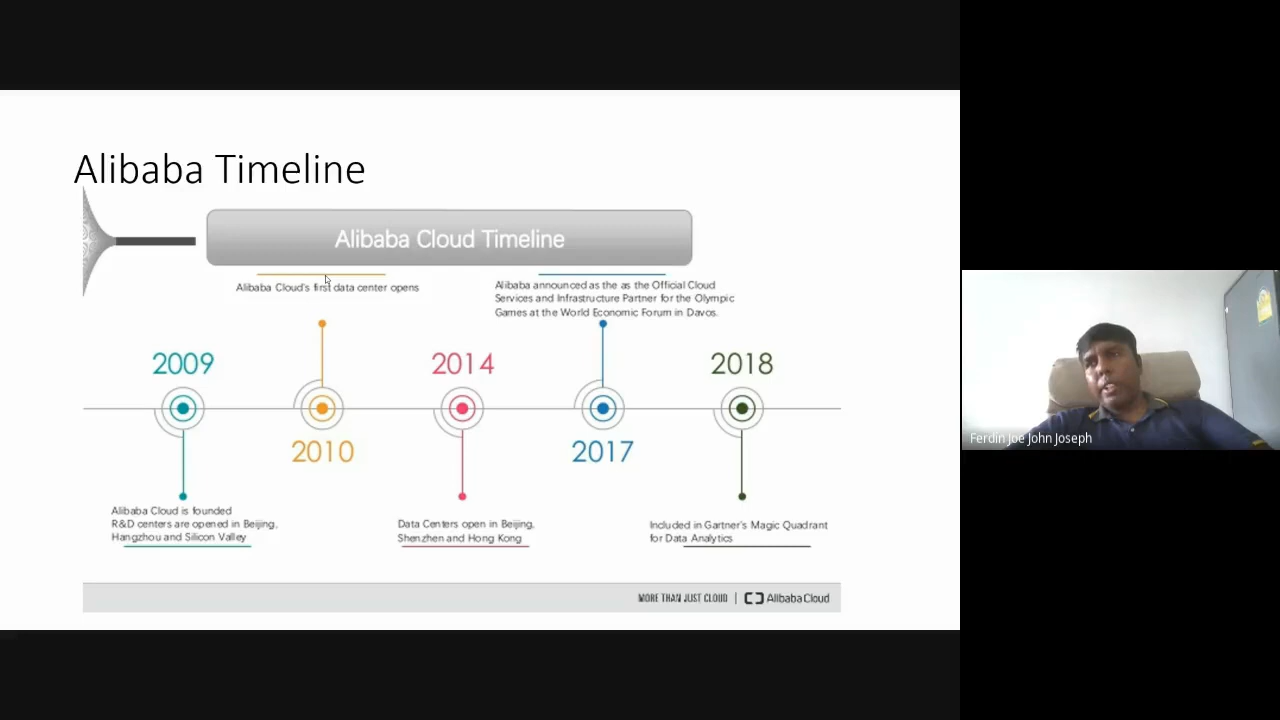 Alibaba Timeline
Alibaba Cloud Timeline
Alibaba Cloud's first data center opens
Alibaba announced as the as the Official Cloud
Services and Infrastructure Partner for the Olympic
Games at the World Economic Forum in Davos.
2009
2014
2018
2010
2017
Alibaba Cloud is founded
R&D centers are opened in Beijing,
Hangzhou and Silicon Valley
Data Centers open in Beijing,
Shenzhen and Hong Kong
Included in Gartner's Magic Quadrant
for Data Analytics
MORE THAN JUST CLOUD | Alibaba Cloud
Ferdin Joe John Joseph